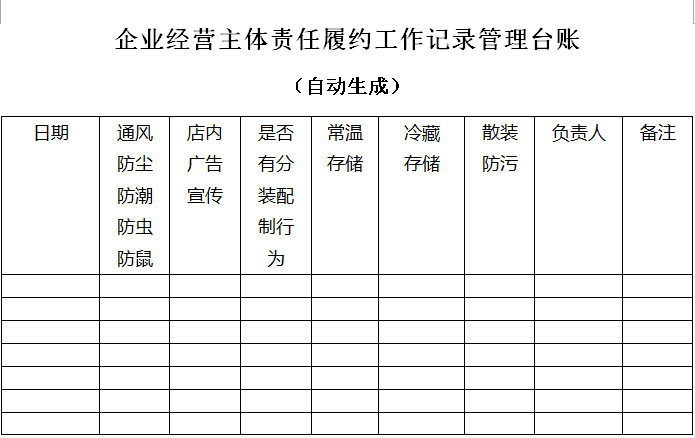 企业经营主体责任履约工作记录管理台账
（自动生成）
日期
通风
防尘
防潮
防虫
防鼠
店内
广告
宣传
是否
有分
装配
制行
为
常温
存储
冷藏
存储
散装
防污
负责人
备注